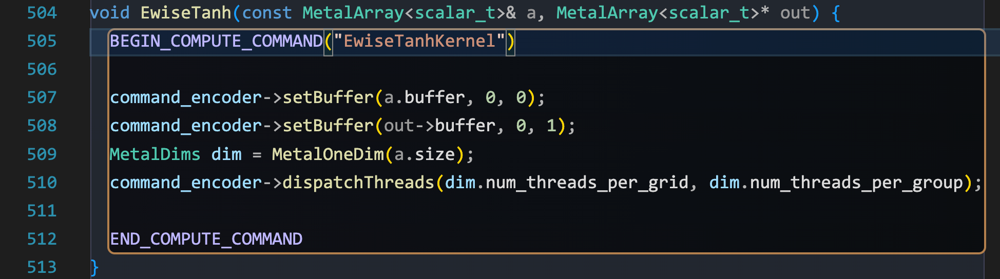 504 void EwiseTanh(const MetalArray<scalar_t>& a, MetalArray<scalar_t>* out) {
505 BEGIN_COMPUTE_COMMAND("EwiseTanhKernel")
506
507 command_encoder->setBuffer(a.buffer, 0, 0);
508 command_encoder->setBuffer(out->buffer, 0, 1);
509 MetalDims dim = MetalOneDim(a.size);
510 command_encoder->dispatchThreads(dim.num_threads_per_grid, dim.num_threads_per_group);
511
512 END_COMPUTE_COMMAND
513 }